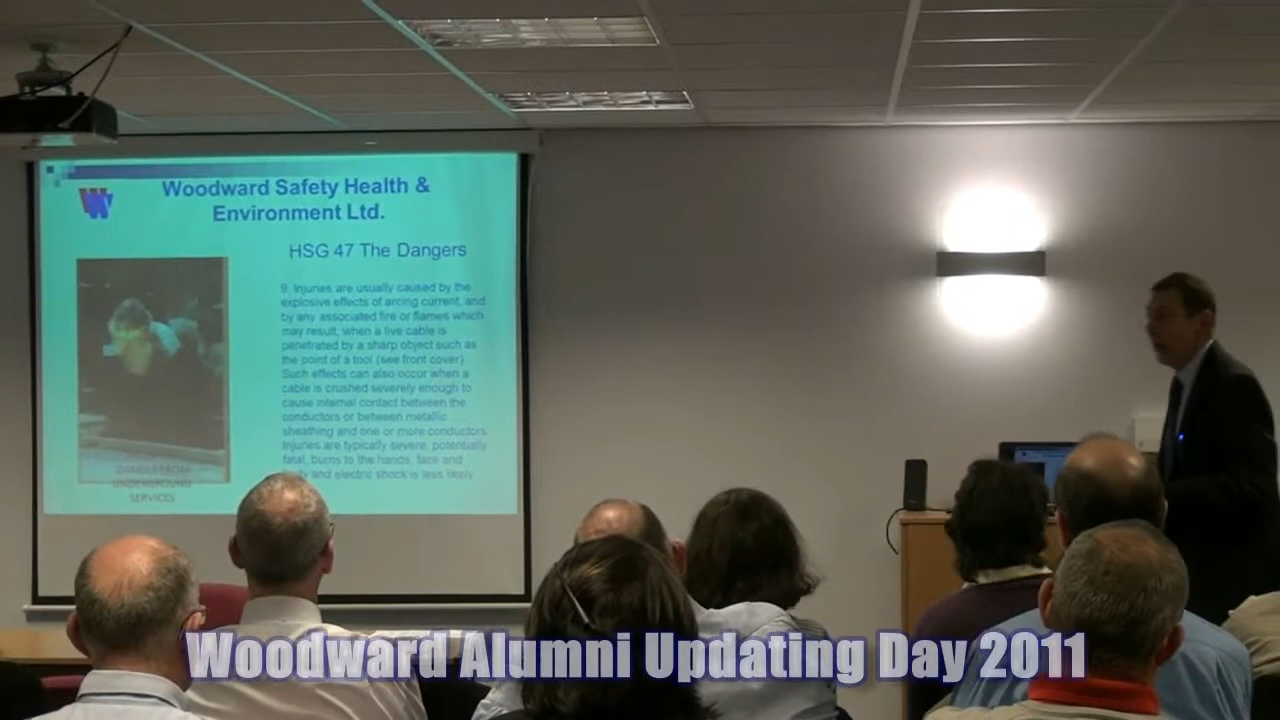 Woodward Safety Health &
Environment Ltd.
HSG 47 The Dangers
9. Injuries are usually caused by the
explosive effects of arcing current, and
by any associated fire or flames which
may result, when a live cable is
penetrated by a sharp object such as
the point of a tool (see front cover).
Such effects can also occur when a
cable is crushed severely enough to
cause internal contact between the
conductors or between metallic
sheathing and one or more conductors.
Injuries are typically severe, potentially
fatal, burns to the hands, face and
body and electric shock is less likely
DANGER FROM
UNDERGROUND
SERVICES
Woodward Alumni Updating Day 2011